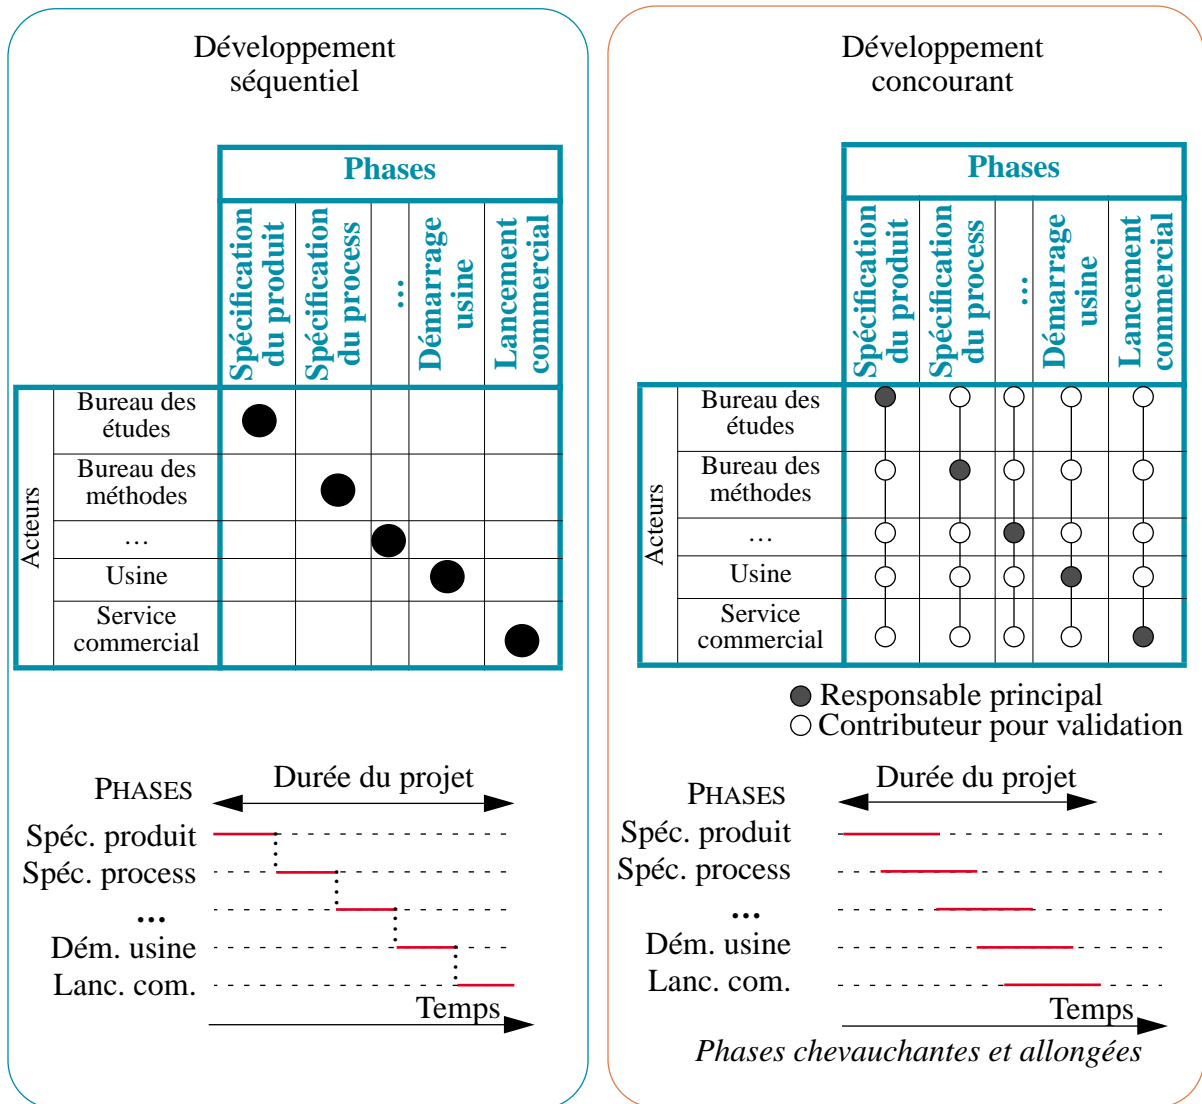 Développement
séquentiel
Phases
Spécification
du produit
Spécification
du process
...
Démarrage
usine
Lancement
commercial
Acteurs
Bureau des
études
Bureau des
méthodes
...
Usine
Service
commercial
PHASES
Durée du projet
Spéc. produit
Spéc. process
...
Dém. usine
Lanc. com.
Temps
Développement
concourant
Phases
Spécification
du produit
Spécification
du process
...
Démarrage
usine
Lancement
commercial
Acteurs
Bureau des
études
Bureau des
méthodes
...
Usine
Service
commercial
Responsable principal
Contributeur pour validation
PHASES
Durée du projet
Spéc. produit
Spéc. process
...
Dém. usine
Lanc. com.
Temps
Phases chevauchantes et allongées